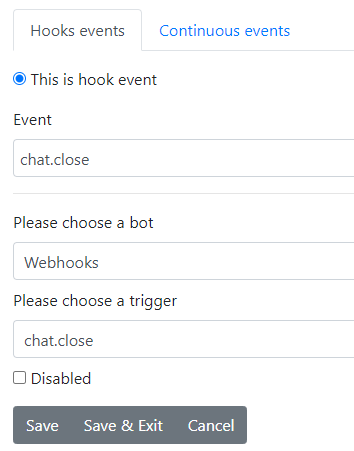 Hooks events Continuous events
This is hook event
Event
chat.close
Please choose a bot
Webhooks
Please choose a trigger
chat.close
Disabled
Save Save & Exit Cancel